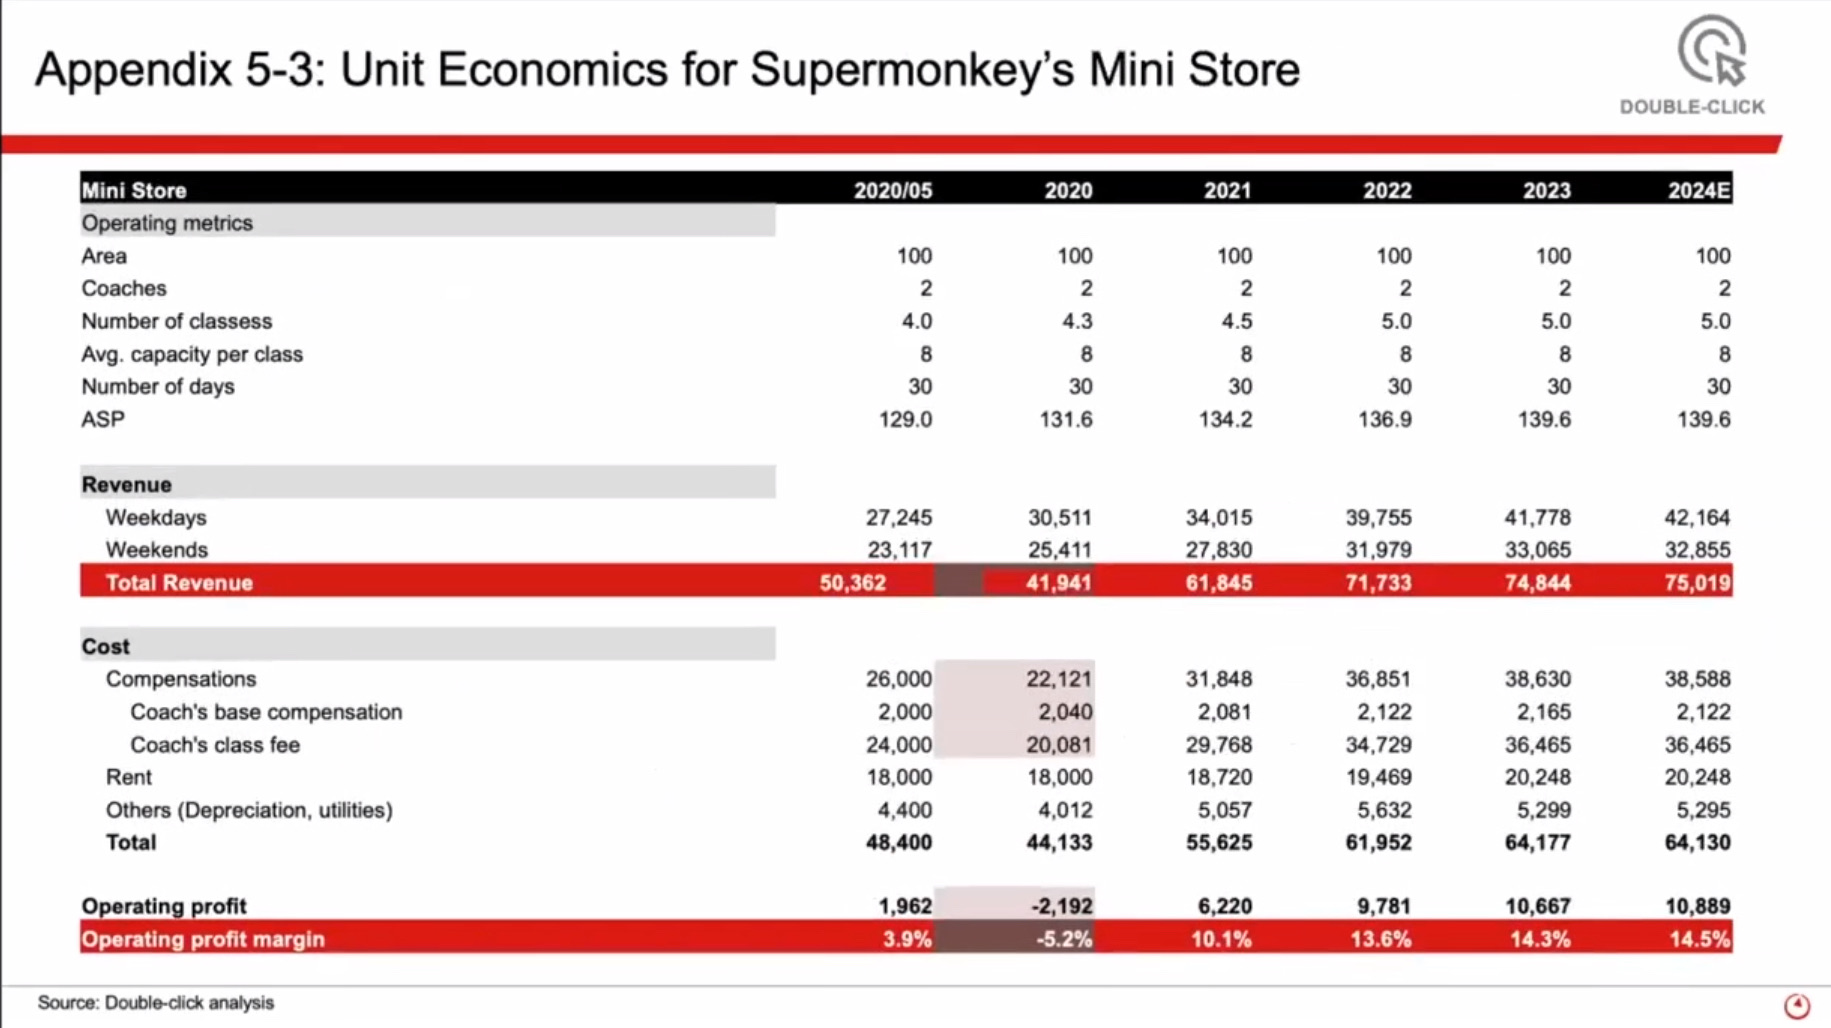 Appendix 5-3: Unit Economics for Supermonkey's Mini Store
DOUBLE-CLICK
Mini Store 2020/05 2020 2021 2022 2023 2024E
Operating metrics
Area 100 100 100 100 100 100
Coaches 2 2 2 2 2 2
Number of classess 4.0 4.3 4.5 5.0 5.0 5.0
Avg. capacity per class 8 8 8 8 8 8
Number of days 30 30 30 30 30 30
ASP 129.0 131.6 134.2 136.9 139.6 139.6
Revenue
Weekdays 27,245 30,511 34,015 39,755 41,778 42,164
Weekends 23,117 25,411 27,830 31,979 33,065 32,855
Total Revenue 50,362 41,941 61,845 71,733 74,844 75,019
Cost
Compensations 26,000 22,121 31,848 36,851 38,630 38,588
Coach's base compensation 2,000 2,040 2,081 2,122 2,165 2,122
Coach's class fee 24,000 20,081 29,768 34,729 36,465 36,465
Rent 18,000 18,000 18,720 19,469 20,248 20,248
Others (Depreciation, utilities) 4,400 4,012 5,057 5,632 5,299 5,295
Total 48,400 44,133 55,625 61,952 64,177 64,130
Operating profit 1,962 -2,192 6,220 9,781 10,667 10,889
Operating profit margin 3.9% -5.2% 10.1% 13.6% 14.3% 14.5%
Source: Double-click analysis